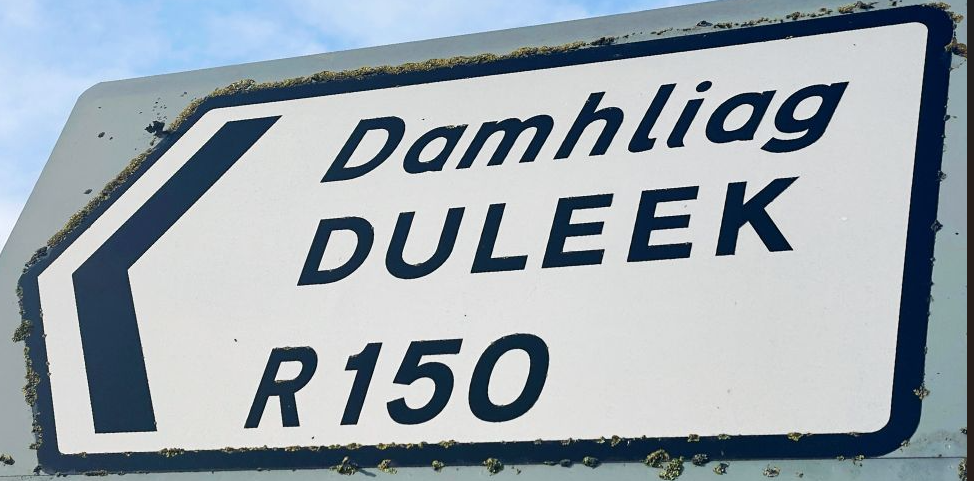 Damhliag
DULEEK
R150